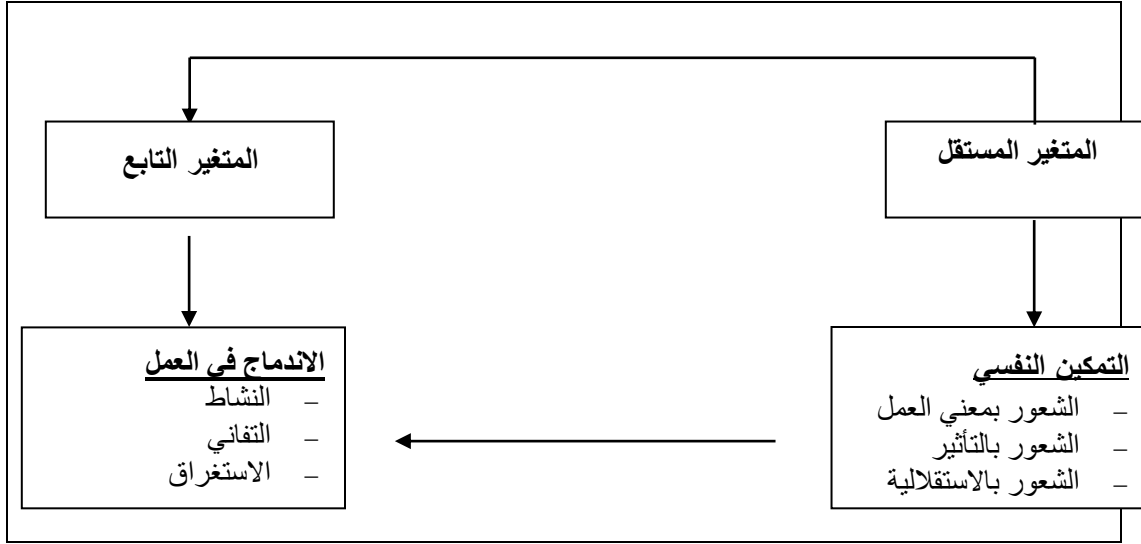 المتغير المستقل
المتغير التابع
التمكين النفسي
– الشعور بمعني العمل
– الشعور بالتأثير
– الشعور بالاستقلالية
الاندماج في العمل
– النشاط
– التفاني
– الاستغراق